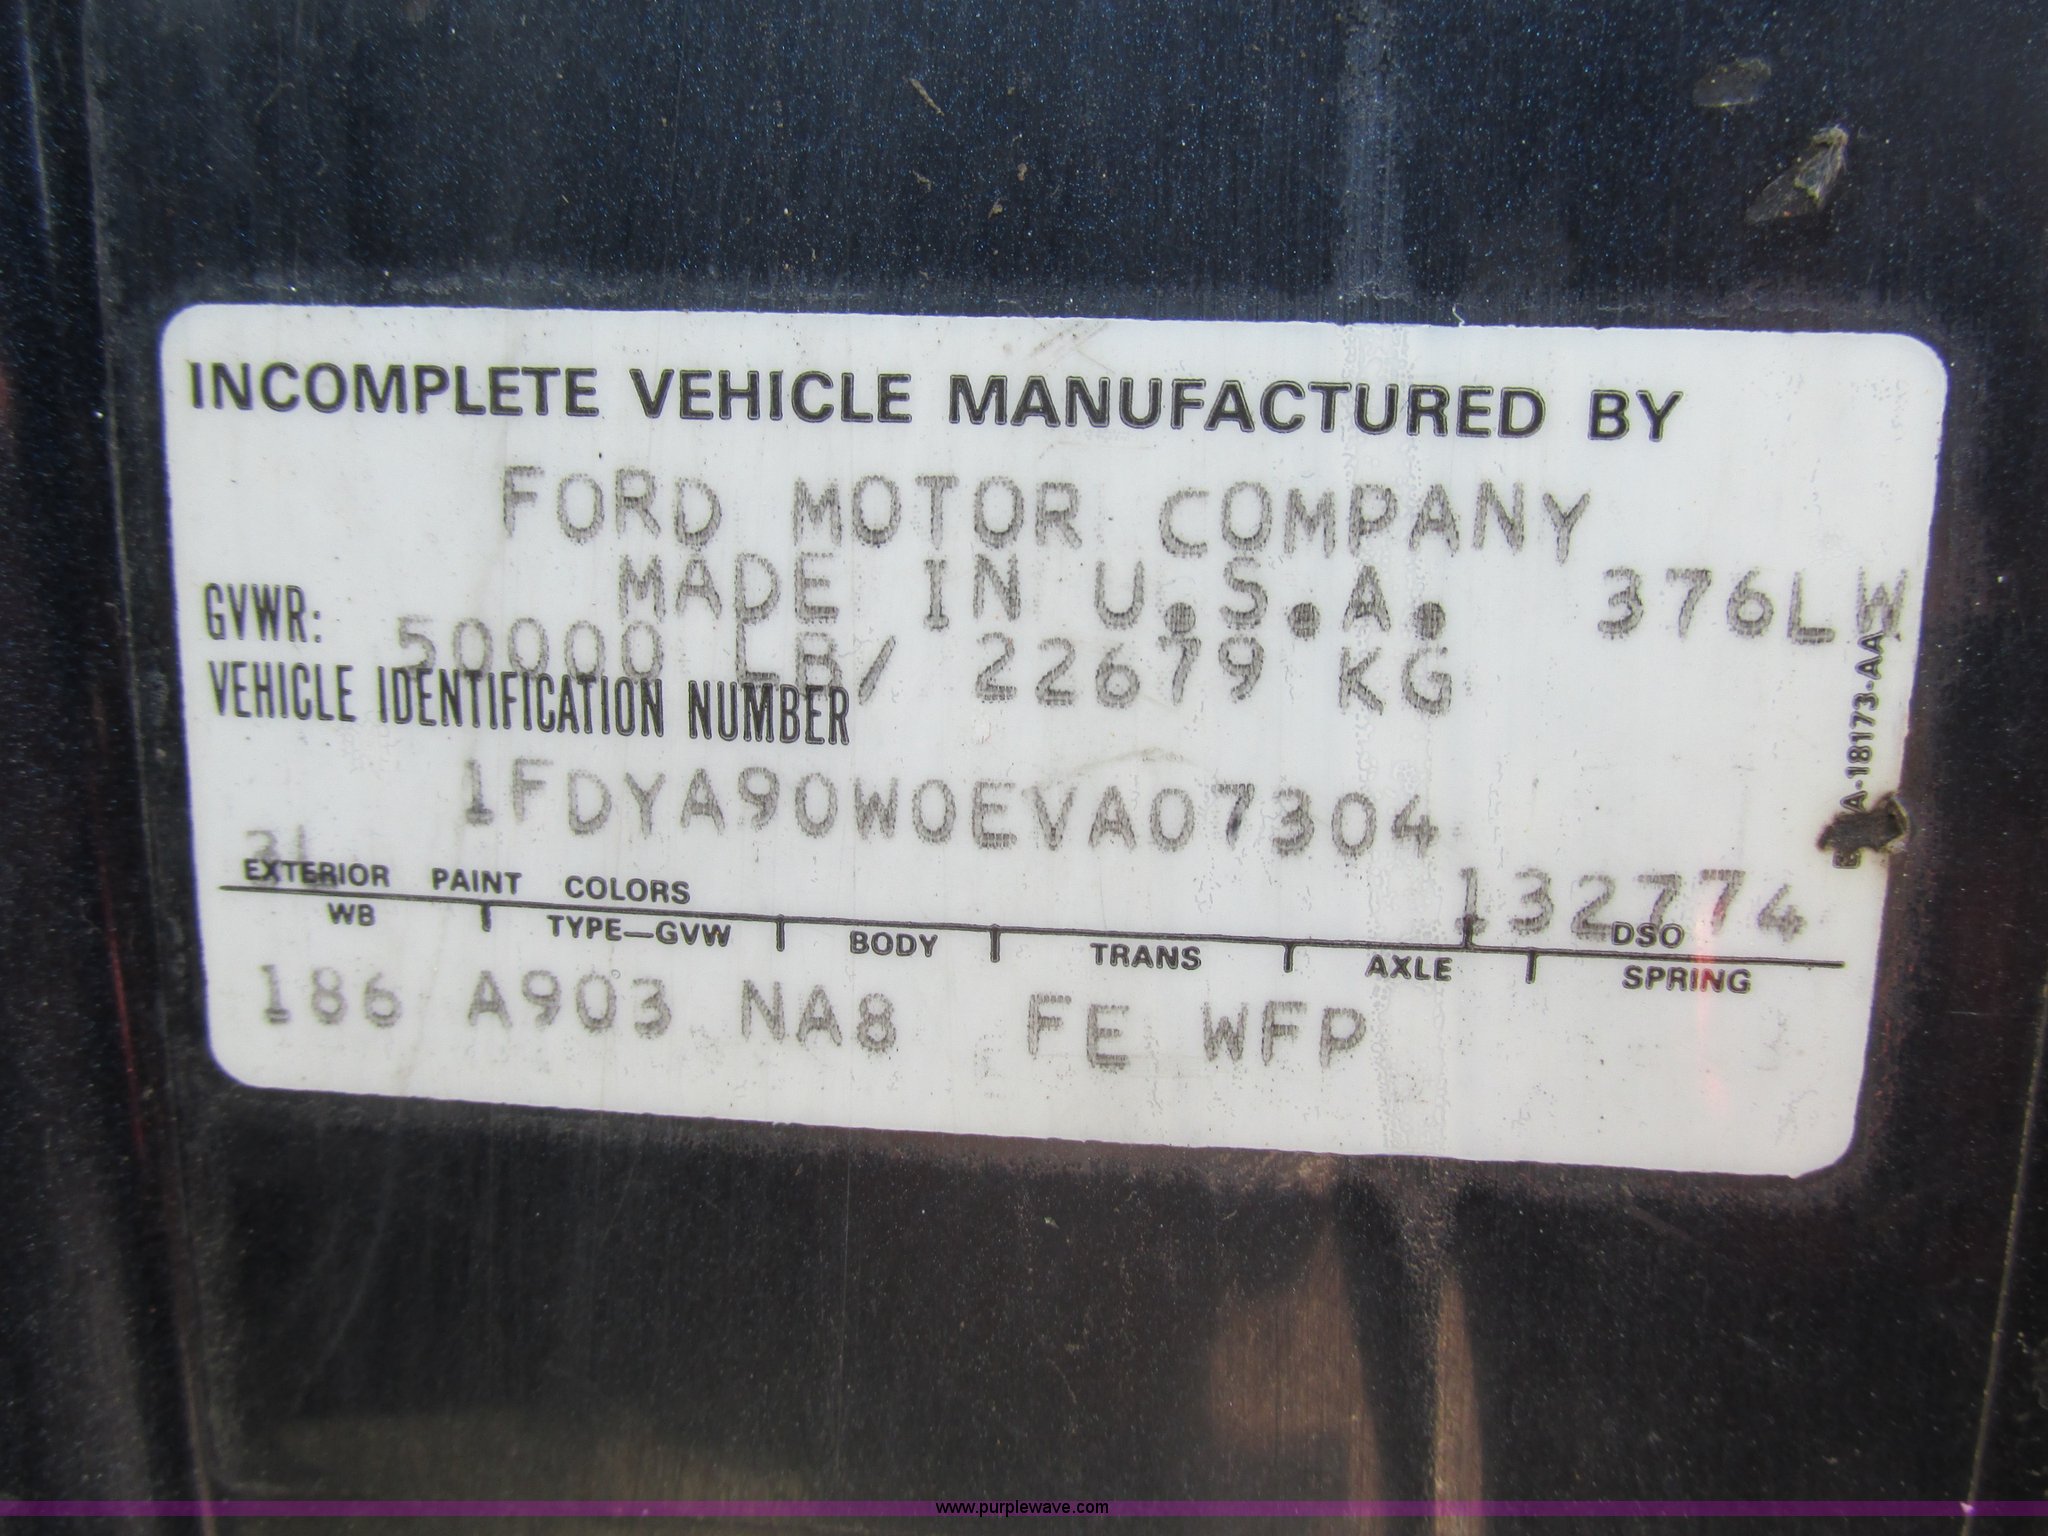 INCOMPLETE VEHICLE MANUFACTURED BY
FORD MOTOR COMPANY
MADE IN U.S.A. 376LW
GVWR: 50000 LB/ 22679 KG
VEHICLE IDENTIFICATION NUMBER
1FDYA90W0EVA07304
EXTERIOR PAINT COLORS
132774
DSO
WB TYPE—GVW BODY TRANS AXLE SPRING
186 A903 NA8 FE WFP
A-18173-AA
www.purplewave.com